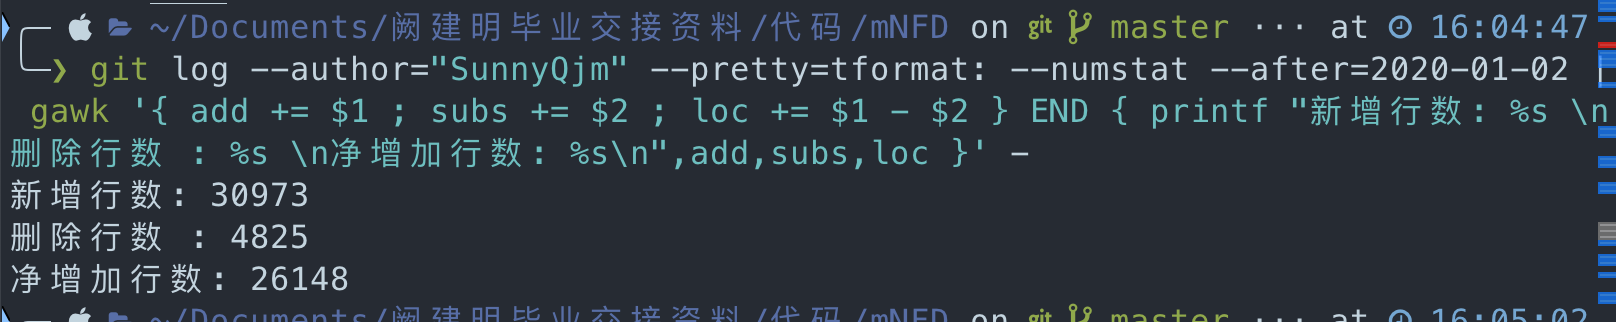 ~/Documents/阙建明毕业交接资料/代码/mNFD on git master ··· at 16:04:47
❯ git log --author="SunnyQjm" --pretty=tformat: --numstat --after=2020-01-02 |
gawk '{ add += $1 ; subs += $2 ; loc += $1 - $2 } END { printf "新增行数: %s \n
删除行数 : %s \n净增加行数: %s\n",add,subs,loc }' -
新增行数: 30973
删除行数 : 4825
净增加行数: 26148
~/Documents/阙建明毕业交接资料/代码/mNFD on git master ··· at 16:05:02